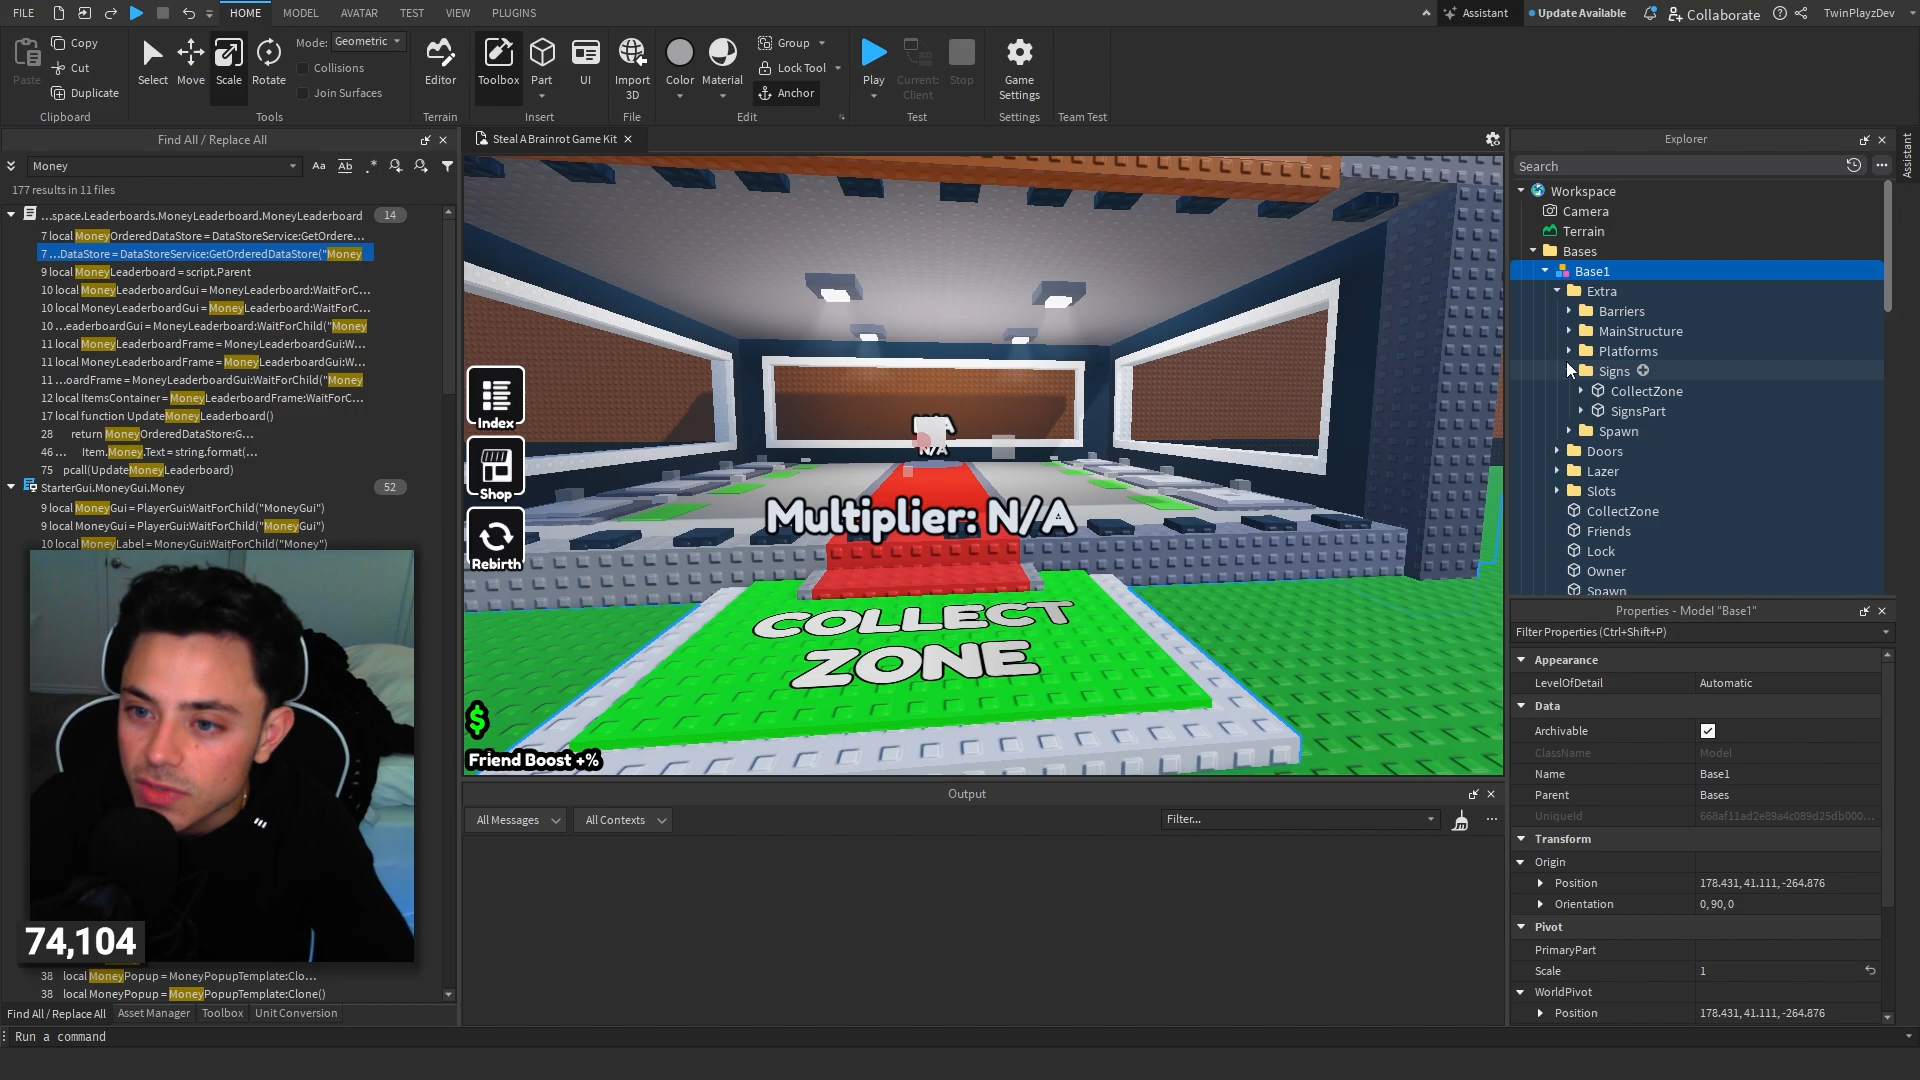 FILE
HOME
MODEL
AVATAR
TEST
VIEW
PLUGINS
Assistant
Update Available
Collaborate
TwinPlayzDev
Paste
Copy
Cut
Duplicate
Clipboard
Select
Move
Scale
Rotate
Mode: Geometric
Collisions
Join Surfaces
Tools
Editor
Terrain
Toolbox
Part
UI
Insert
Import
3D
File
Color
Material
Group
Lock Tool
Anchor
Edit
Play
Current:
Client
Stop
Test
Game
Settings
Settings
Team Test
Find All / Replace All
Money
Aa
Ab
.*
177 results in 11 files
...space.Leaderboards.MoneyLeaderboard.MoneyLeaderboard 14
7 local MoneyOrderedDataStore = DataStoreService:GetOrdere...
7 ...DataStore = DataStoreService:GetOrderedDataStore("Money
9 local MoneyLeaderboard = script.Parent
10 local MoneyLeaderboardGui = MoneyLeaderboard:WaitForC...
10 local MoneyLeaderboardGui = MoneyLeaderboard:WaitForC...
10 ...eaderboardGui = MoneyLeaderboard:WaitForChild("Money
11 local MoneyLeaderboardFrame = MoneyLeaderboardGui:W...
11 local MoneyLeaderboardFrame = MoneyLeaderboardGui:W...
11 ...oardFrame = MoneyLeaderboardGui:WaitForChild("Money
12 local ItemsContainer = MoneyLeaderboardFrame:WaitForC...
17 local function UpdateMoneyLeaderboard()
28 return MoneyOrderedDataStore:G...
46 ... Item.Money.Text = string.format(...
75 pcall(UpdateMoneyLeaderboard)
StarterGui.MoneyGui.Money 52
9 local MoneyGui = PlayerGui:WaitForChild("MoneyGui")
9 local MoneyGui = PlayerGui:WaitForChild("MoneyGui")
10 local MoneyLabel = MoneyGui:WaitForChild("Money")
74,104
38 local MoneyPopup = MoneyPopupTemplate:Clo...
38 local MoneyPopup = MoneyPopupTemplate:Clone()
Find All / Replace All
Asset Manager
Toolbox
Unit Conversion
Run a command
Steal A Brainrot Game Kit
Index
Shop
Rebirth
N/A
Multiplier: N/A
COLLECT
ZONE
$
Friend Boost +%
Output
All Messages
All Contexts
Filter...
Explorer
Search
Assistant
Workspace
Camera
Terrain
Bases
Base1
Extra
Barriers
MainStructure
Platforms
Signs
CollectZone
SignsPart
Spawn
Doors
Lazer
Slots
CollectZone
Friends
Lock
Owner
Spawn
Properties - Model "Base1"
Filter Properties (Ctrl+Shift+P)
Appearance
LevelOfDetail Automatic
Data
Archivable
ClassName Model
Name Base1
Parent Bases
UniqueId 668af11ad2e89a4c089d25db000...
Transform
Origin
Position 178.431, 41.111, -264.876
Orientation 0, 90, 0
Pivot
PrimaryPart
Scale 1
WorldPivot
Position 178.431, 41.111, -264.876